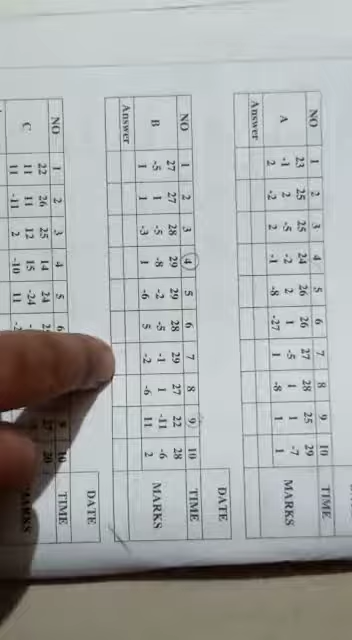 NO 1 2 3 4 5 6 7 8 9 10 TIME
23 25 25 24 26 26 27 28 25 29
A -1 2 -5 -2 2 1 -5 1 1 -7 MARKS
2 -2 2 -1 -8 -27 1 -8 1 1
Answer
DATE
NO 1 2 3 4 5 6 7 8 9 10 TIME
27 27 28 29 29 28 29 27 22 28
B -5 1 -5 -8 -2 -5 -1 1 -11 -6 MARKS
1 1 -3 1 -6 5 -2 -6 11 2
Answer
DATE
NO 1 2 3 4 5 6 10 TIME
22 26 25 14 24
C 11 11 12 15 -24
11 -11 2 -10 11